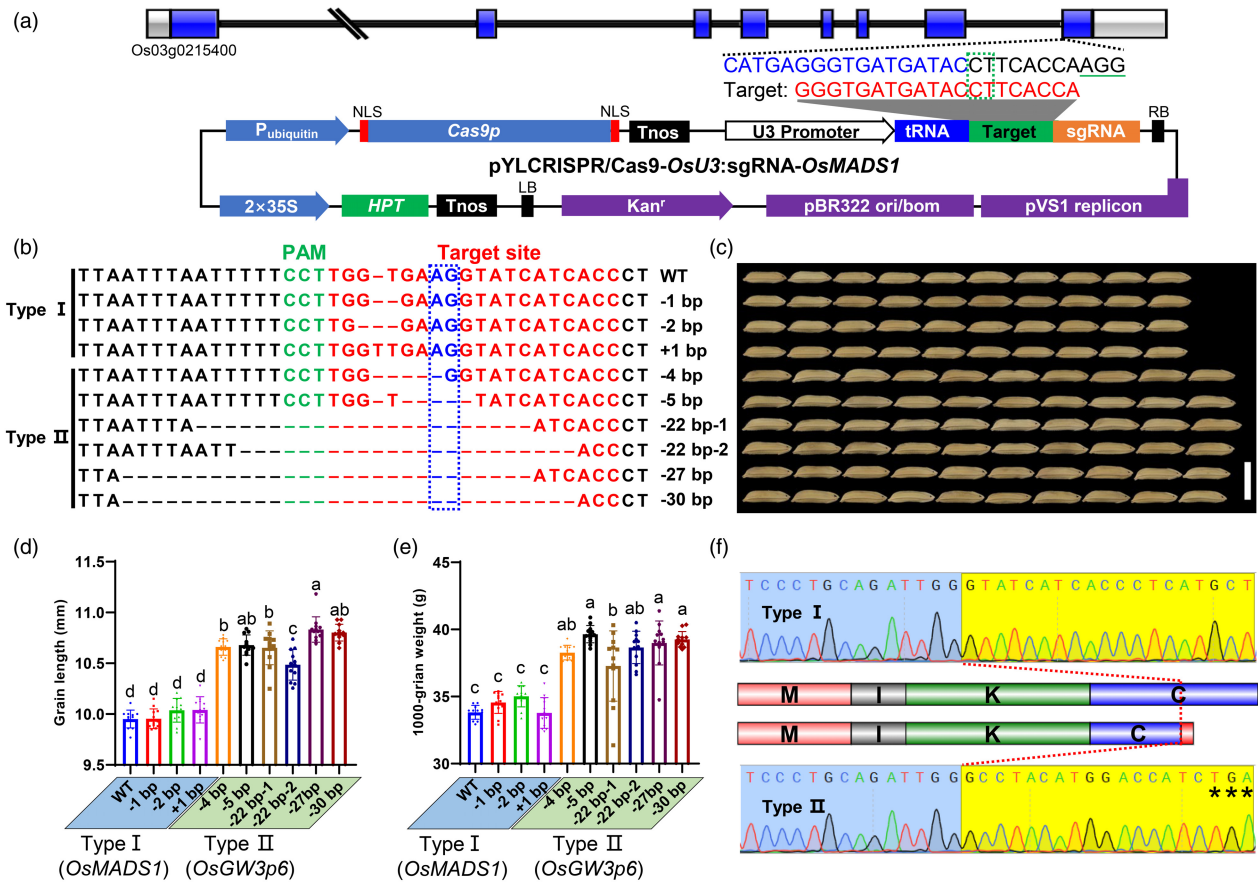 (a)
Os03g0215400
CATGAGGGTGATGATACCTTCACCAAGG
Target: GGGTGATGATACCTTCACCA
NLS NLS RB
Pubiquitin Cas9p Tnos U3 Promoter tRNA Target sgRNA
pYLCRISPR/Cas9-OsU3:sgRNA-OsMADS1
LB
2×35S HPT Tnos Kanr pBR322 ori/bom pVS1 replicon
(b)
PAM Target site
Type I
TTAATTTAATTTTTCCTTGG–TGAAGGTATCATCACCCT WT
TTAATTTAATTTTTCCTTGG––GAAGGTATCATCACCCT -1 bp
TTAATTTAATTTTTCCTTG–––GAAGGTATCATCACCCT -2 bp
TTAATTTAATTTTTCCTTGGTTGAAGGTATCATCACCCT +1 bp
Type II
TTAATTTAATTTTTCCTTGG–––––GGTATCATCACCCT -4 bp
TTAATTTAATTTTTCCTTGG–T–––––TATCATCACCCT -5 bp
TTAATTTA–––––––––––––––––––––––ATCACCCT -22 bp-1
TTAATTTAATT–––––––––––––––––––––––ACCCT -22 bp-2
TTA––––––––––––––––––––––––––––ATCACCCT -27 bp
TTA–––––––––––––––––––––––––––––––ACCCT -30 bp
(c)
(d)
Grain length (mm)
11.5
11.0
10.5
10.0
9.5
d d d d b ab b c a ab
WT -1 bp -2 bp +1 bp -4 bp -5 bp -22 bp-1 -22 bp-2 -27bp -30 bp
Type I Type II
(OsMADS1) (OsGW3p6)
(e)
1000-grian weight (g)
45
40
35
30
c c c c ab a b ab a a
WT -1 bp -2 bp +1 bp -4 bp -5 bp -22 bp-1 -22 bp-2 -27 bp -30 bp
Type I Type II
(OsMADS1) (OsGW3p6)
(f)
TCCCTGCAGATTGGGTATCATCACCCTCATGCT
Type I
M I K C
M I K C
TCCCTGCAGATTGGGCCTACATGGACCATCTGA
Type II
***